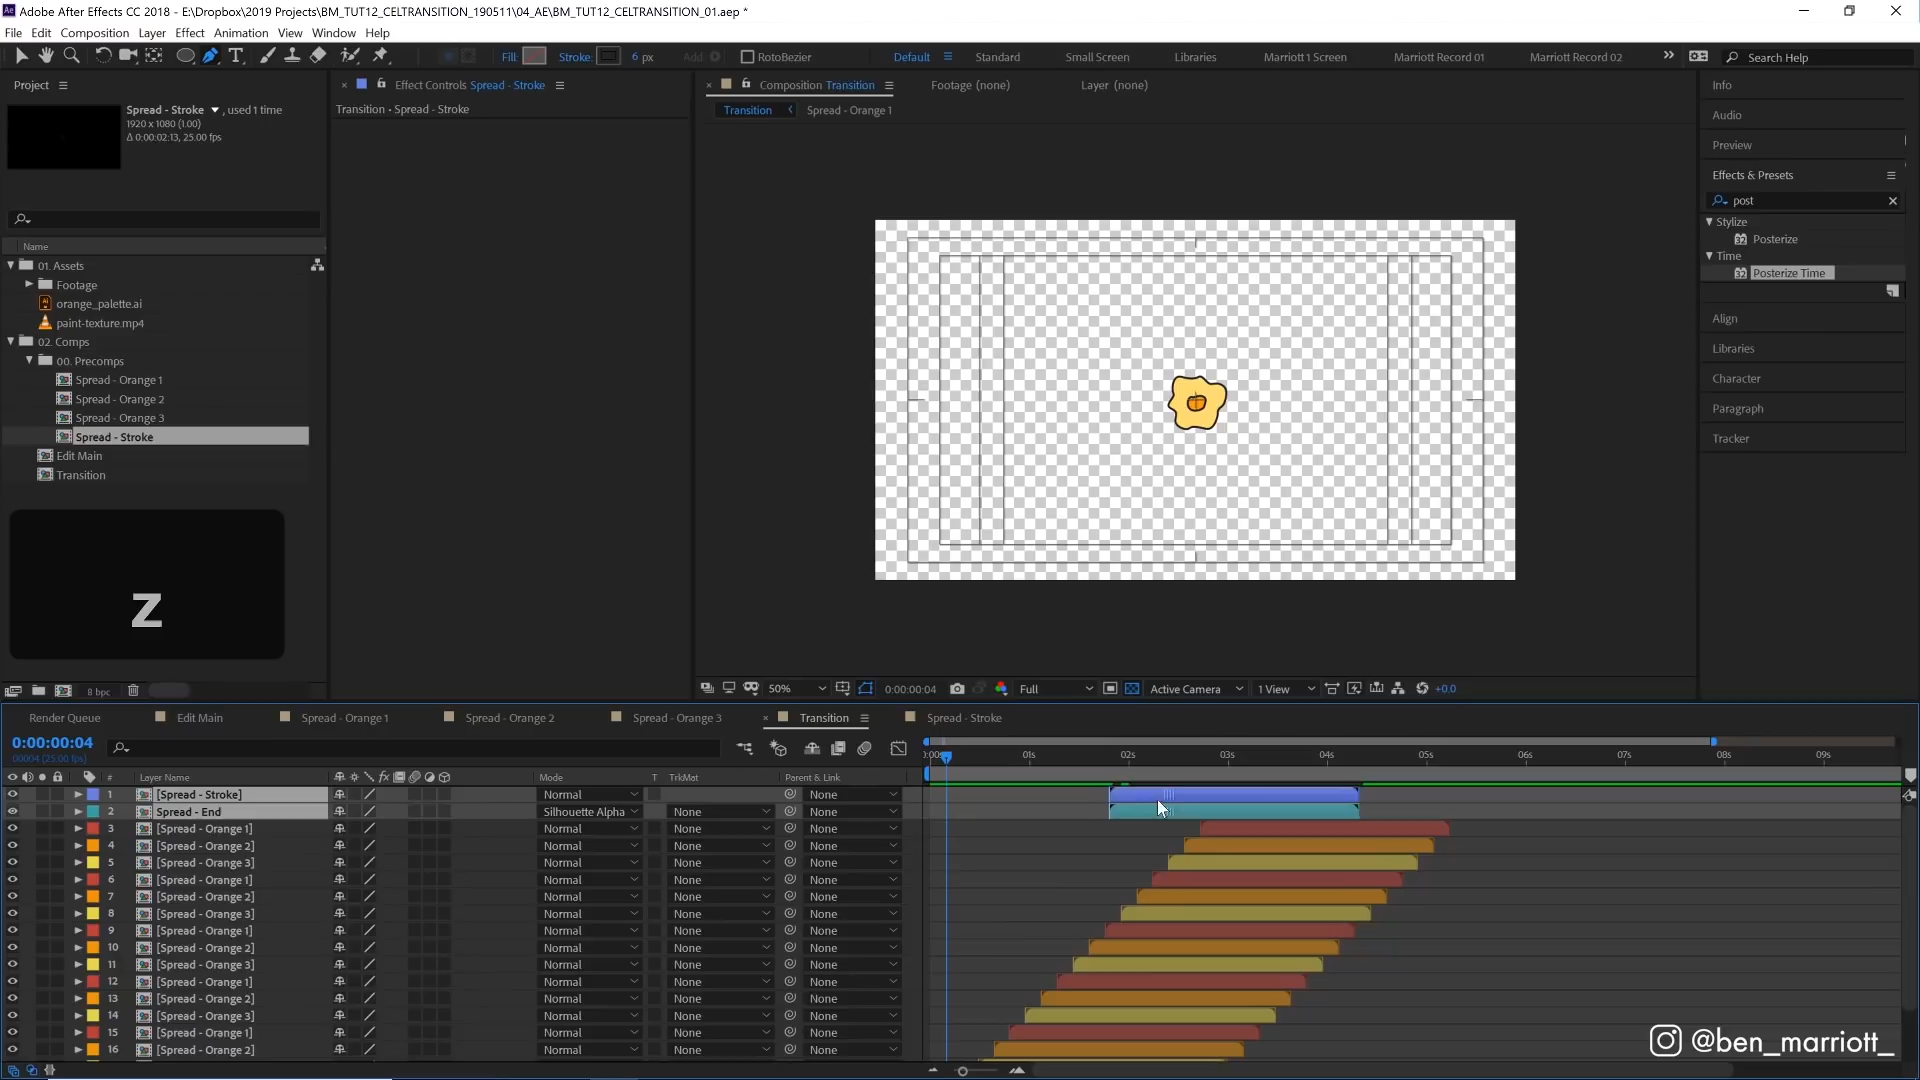 Adobe After Effects CC 2018 - E:\Dropbox\2019 Projects\BM_TUT12_CELTRANSITION_190511\04_AE\BM_TUT12_CELTRANSITION_01.aep *
File Edit Composition Layer Effect Animation View Window Help
Fill: Stroke: 6 px Add: RotoBezier Default Standard Small Screen Libraries Marriott 1 Screen Marriott Record 01 Marriott Record 02 Search Help
Project Effect Controls Spread - Stroke Composition Transition Footage (none) Layer (none) Info
Spread - Stroke , used 1 time
1920 x 1080 (1.00)
Δ 0:00:02:13, 25.00 fps
Transition • Spread - Stroke
Transition Spread - Orange 1
Audio
Preview
Effects & Presets
post
Stylize
32 Posterize
Time
32 Posterize Time
Align
Libraries
Character
Paragraph
Tracker
Name
01. Assets
Footage
orange_palette.ai
paint-texture.mp4
02. Comps
00. Precomps
Spread - Orange 1
Spread - Orange 2
Spread - Orange 3
Spread - Stroke
Edit Main
Transition
z
8 bpc
50% 0:00:00:04 Full Active Camera 1 View +0.0
Render Queue Edit Main Spread - Orange 1 Spread - Orange 2 Spread - Orange 3 Transition Spread - Stroke
0:00:00:04
00004 (25.00 fps)
01s 02s 03s 04s 05s 06s 07s 08s 09s
# Layer Name Mode T TrkMat Parent & Link
1 [Spread - Stroke] Normal None
2 Spread - End Silhouette Alpha None None
3 [Spread - Orange 1] Normal None None
4 [Spread - Orange 2] Normal None None
5 [Spread - Orange 3] Normal None None
6 [Spread - Orange 1] Normal None None
7 [Spread - Orange 2] Normal None None
8 [Spread - Orange 3] Normal None None
9 [Spread - Orange 1] Normal None None
10 [Spread - Orange 2] Normal None None
11 [Spread - Orange 3] Normal None None
12 [Spread - Orange 1] Normal None None
13 [Spread - Orange 2] Normal None None
14 [Spread - Orange 3] Normal None None
15 [Spread - Orange 1] Normal None None
16 [Spread - Orange 2] Normal None None
@ben_marriott_